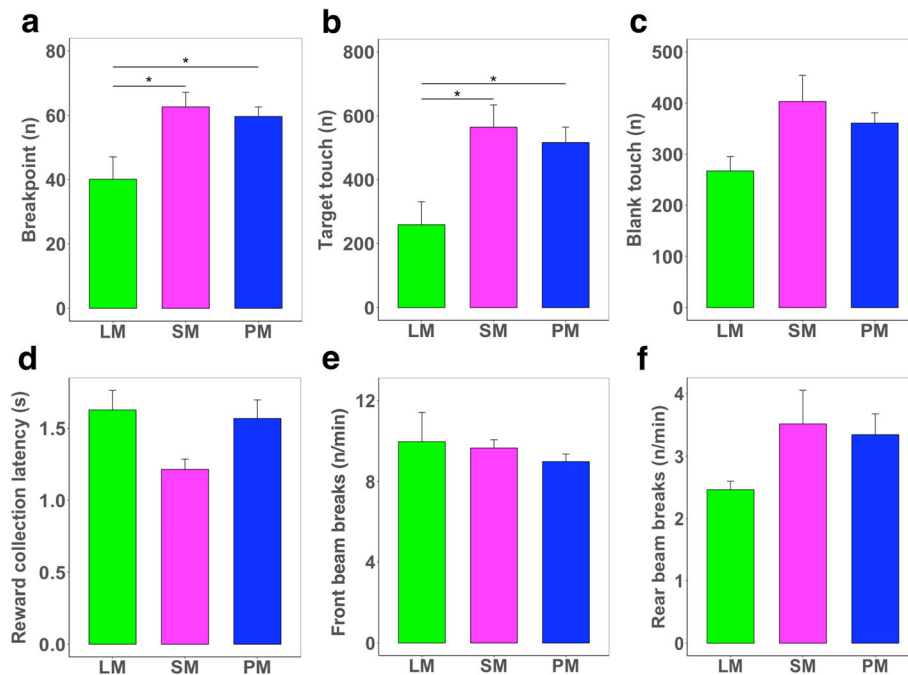 a
Breakpoint (n)
80
60
40
20
0
*
*
LM SM PM
b
Target touch (n)
800
600
400
200
0
*
*
LM SM PM
c
Blank touch (n)
500
400
300
200
100
0
LM SM PM
d
Reward collection latency (s)
1.5
1.0
0.5
0.0
LM SM PM
e
Front beam breaks (n/min)
12
8
4
0
LM SM PM
f
Rear beam breaks (n/min)
4
3
2
1
0
LM SM PM